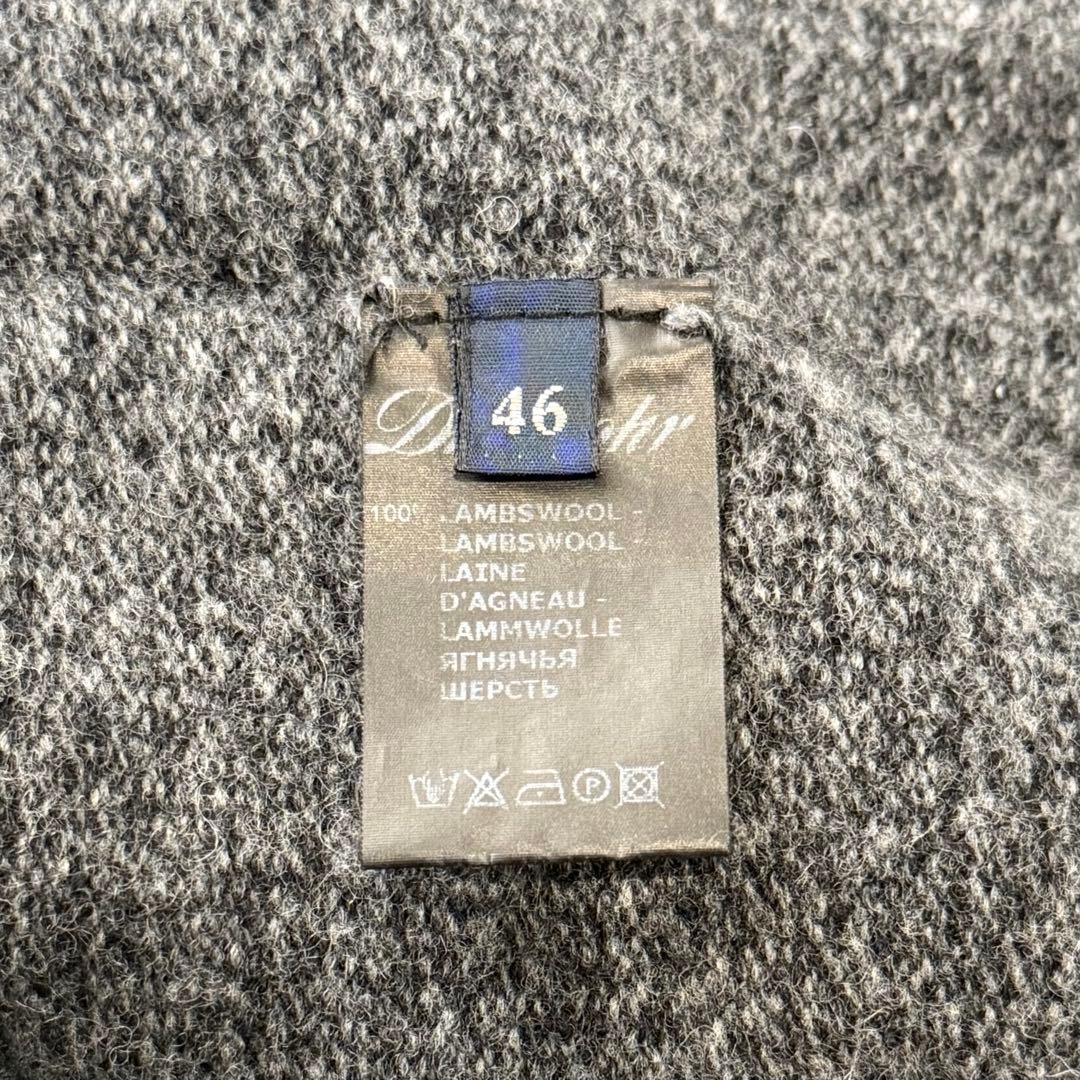 46
100% LAMBSWOOL -
LAMBSWOOL -
LAINE
D'AGNEAU -
LAMMWOLLE -
ЯГНЯЧЬЯ
ШЕРСТЬ
P